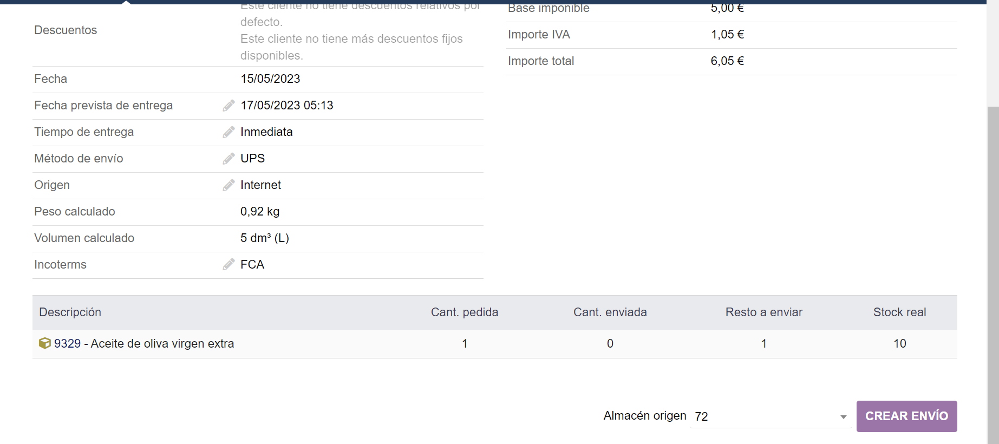 Este cliente no tiene descuentos relativos por
defecto.
Descuentos
Este cliente no tiene más descuentos fijos
disponibles.
Fecha 15/05/2023
Fecha prevista de entrega 17/05/2023 05:13
Tiempo de entrega Inmediata
Método de envío UPS
Origen Internet
Peso calculado 0,92 kg
Volumen calculado 5 dm³ (L)
Incoterms FCA
Base imponible 5,00 €
Importe IVA 1,05 €
Importe total 6,05 €
Descripción Cant. pedida Cant. enviada Resto a enviar Stock real
9329 - Aceite de oliva virgen extra 1 0 1 10
Almacén origen 72 CREAR ENVÍO